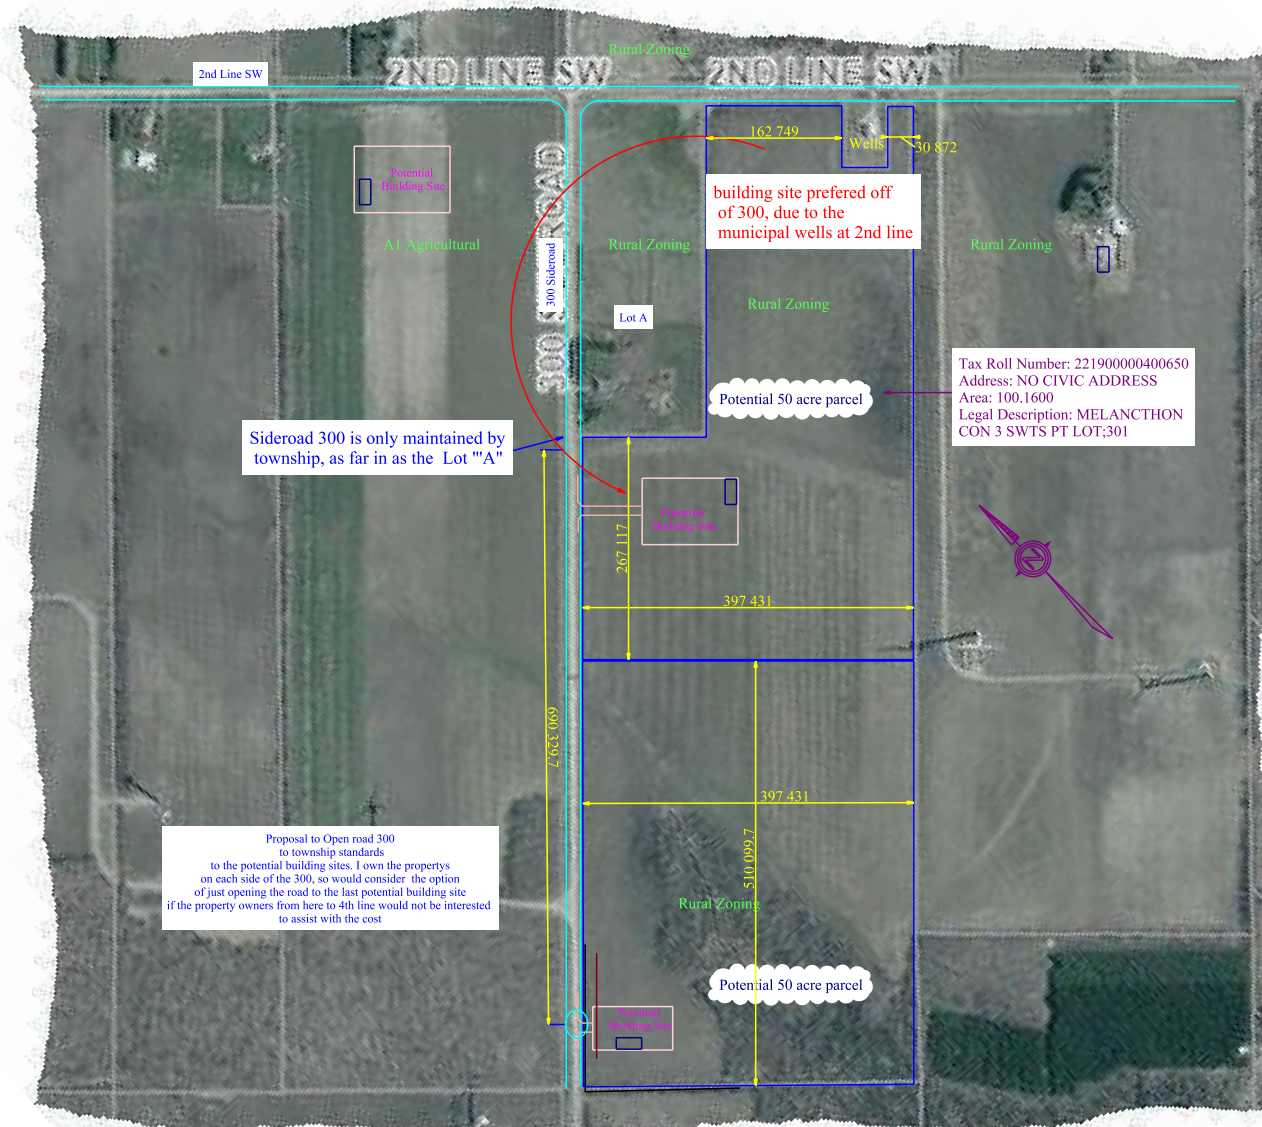 Rural Zoning
2nd Line SW
2ND LINE SW
2ND LINE SW
162 749
Wells
30 872
Potential
Building Site
building site prefered off
of 300, due to the
municipal wells at 2nd line
A1 Agricultural
300 Sideroad
300 SIDEROAD
Rural Zoning
Rural Zoning
Rural Zoning
Lot A
Tax Roll Number: 221900000400650
Address: NO CIVIC ADDRESS
Area: 100.1600
Legal Description: MELANCTHON
CON 3 SWTS PT LOT;301
Potential 50 acre parcel
Sideroad 300 is only maintained by
township, as far in as the Lot "'A"
Potential
Building Site
267 117
N
397 431
690 329.7
397 431
510 099.7
Proposal to Open road 300
to township standards
to the potential building sites. I own the propertys
on each side of the 300, so would consider the option
of just opening the road to the last potential building site
if the property owners from here to 4th line would not be interested
to assist with the cost
Rural Zoning
Potential 50 acre parcel
Potential
Building Site